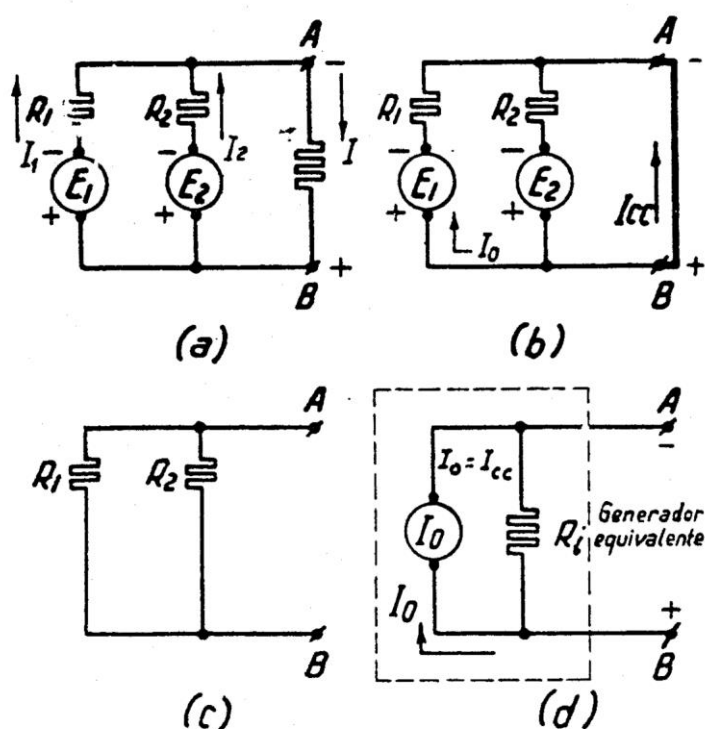 A
R1
R2
I1
I2
I
E1
E2
B
(a)
A
R1
R2
E1
E2
Icc
I0
B
(b)
A
R1
R2
B
(c)
A
I0 = Icc
I0
Ri
Generador
equivalente
I0
B
(d)